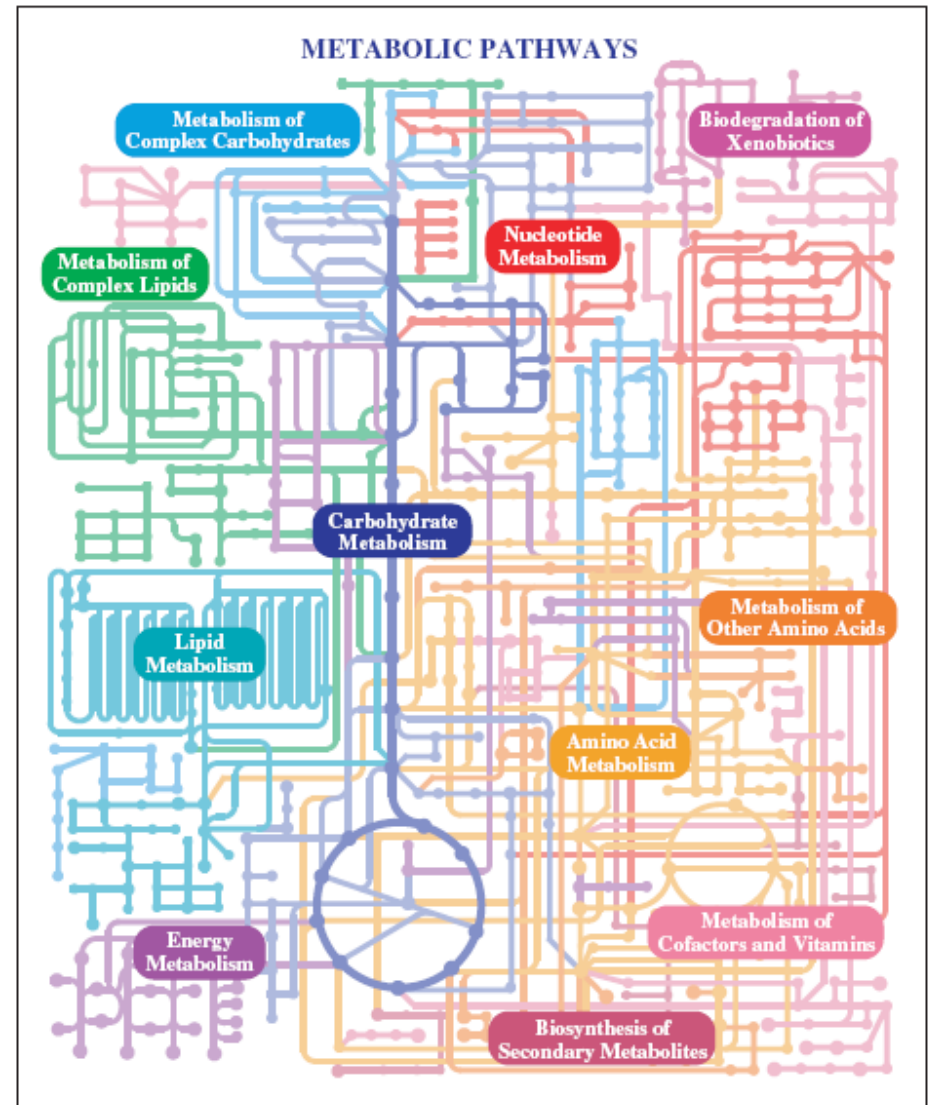 METABOLIC PATHWAYS
Metabolism of
Complex Carbohydrates
Biodegradation of
Xenobiotics
Nucleotide
Metabolism
Metabolism of
Complex Lipids
Carbohydrate
Metabolism
Metabolism of
Other Amino Acids
Lipid
Metabolism
Amino Acid
Metabolism
Metabolism of
Cofactors and Vitamins
Energy
Metabolism
Biosynthesis of
Secondary Metabolites